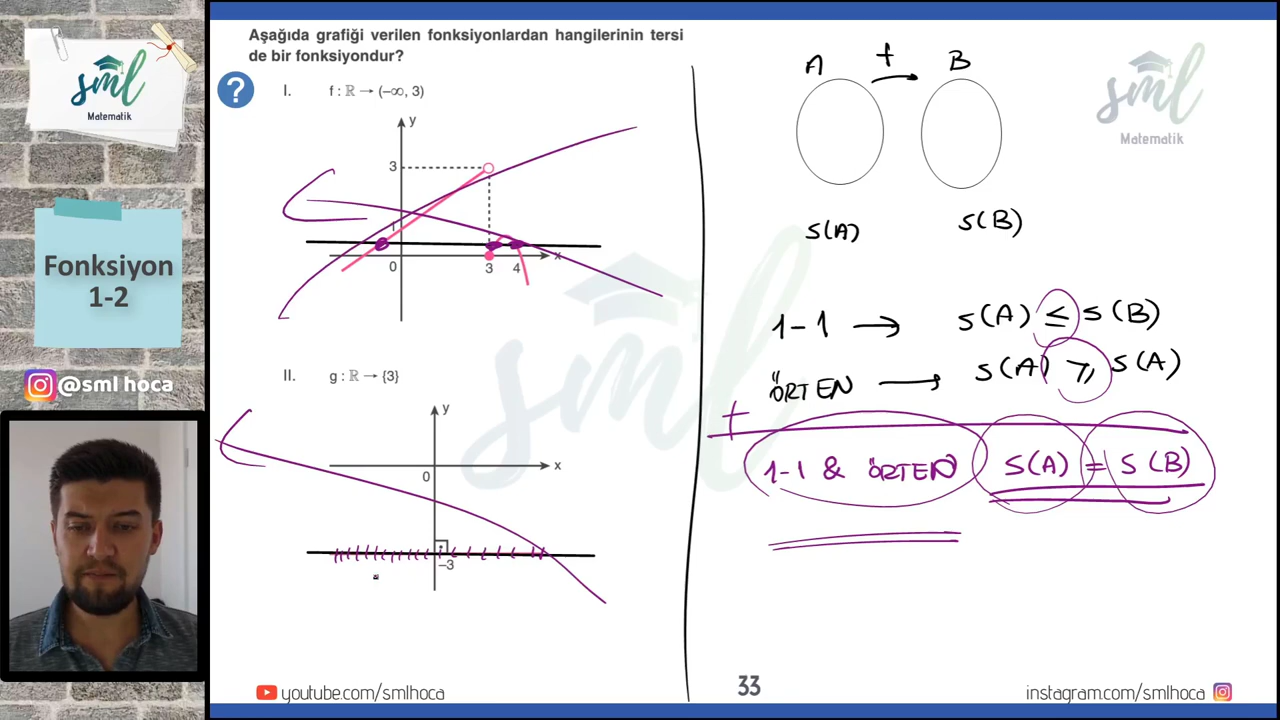 sml
Matematik
Fonksiyon
1-2
@sml hoca
Aşağıda grafiği verilen fonksiyonlardan hangilerinin tersi
de bir fonksiyondur?
?
I. f : ℝ → (–∞, 3)
y
3
1
0
3
4
x
II. g : ℝ → {3}
y
0
x
–3
A
f
B
s(A)
s(B)
1-1 → s(A) ≤ s(B)
ÖRTEN → s(A) ≥ s(A)
+
1-1 & ÖRTEN s(A) = s(B)
sml
Matematik
sml
youtube.com/smlhoca
33
instagram.com/smlhoca